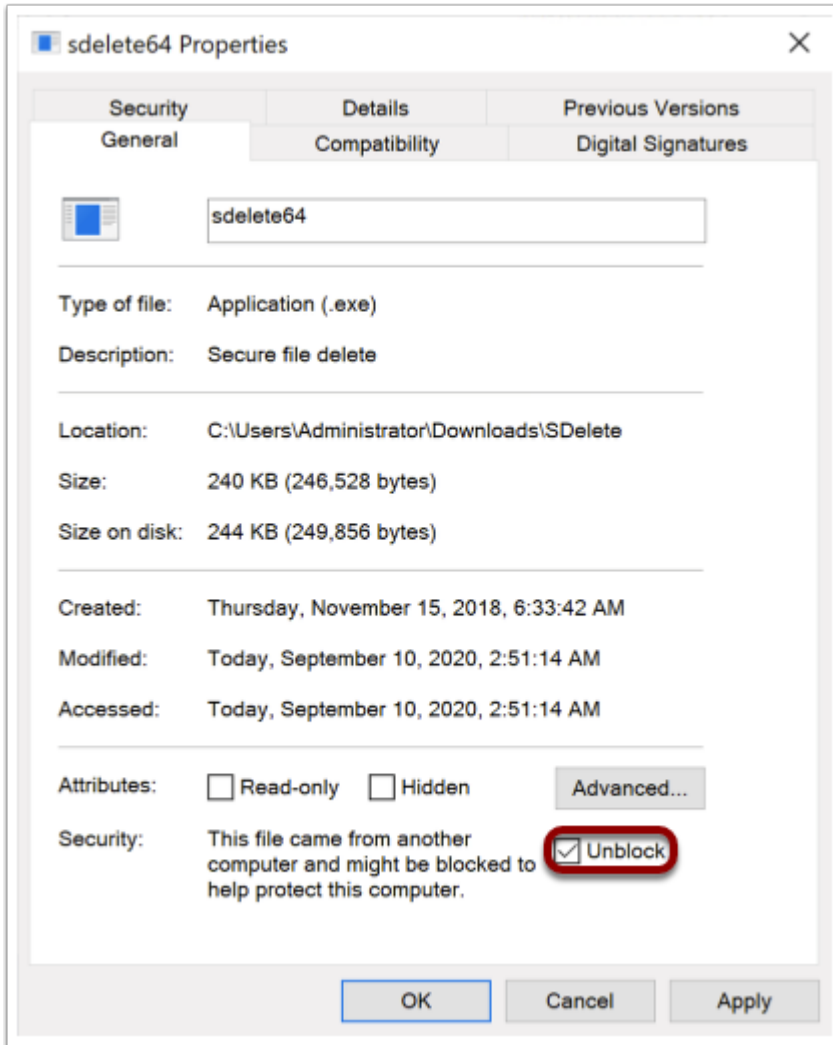 sdelete64 Properties
Security Details Previous Versions
General Compatibility Digital Signatures
sdelete64
Type of file: Application (.exe)
Description: Secure file delete
Location: C:\Users\Administrator\Downloads\SDelete
Size: 240 KB (246,528 bytes)
Size on disk: 244 KB (249,856 bytes)
Created: Thursday, November 15, 2018, 6:33:42 AM
Modified: Today, September 10, 2020, 2:51:14 AM
Accessed: Today, September 10, 2020, 2:51:14 AM
Attributes: Read-only Hidden Advanced...
Security: This file came from another
computer and might be blocked to
help protect this computer.
Unblock
OK Cancel Apply